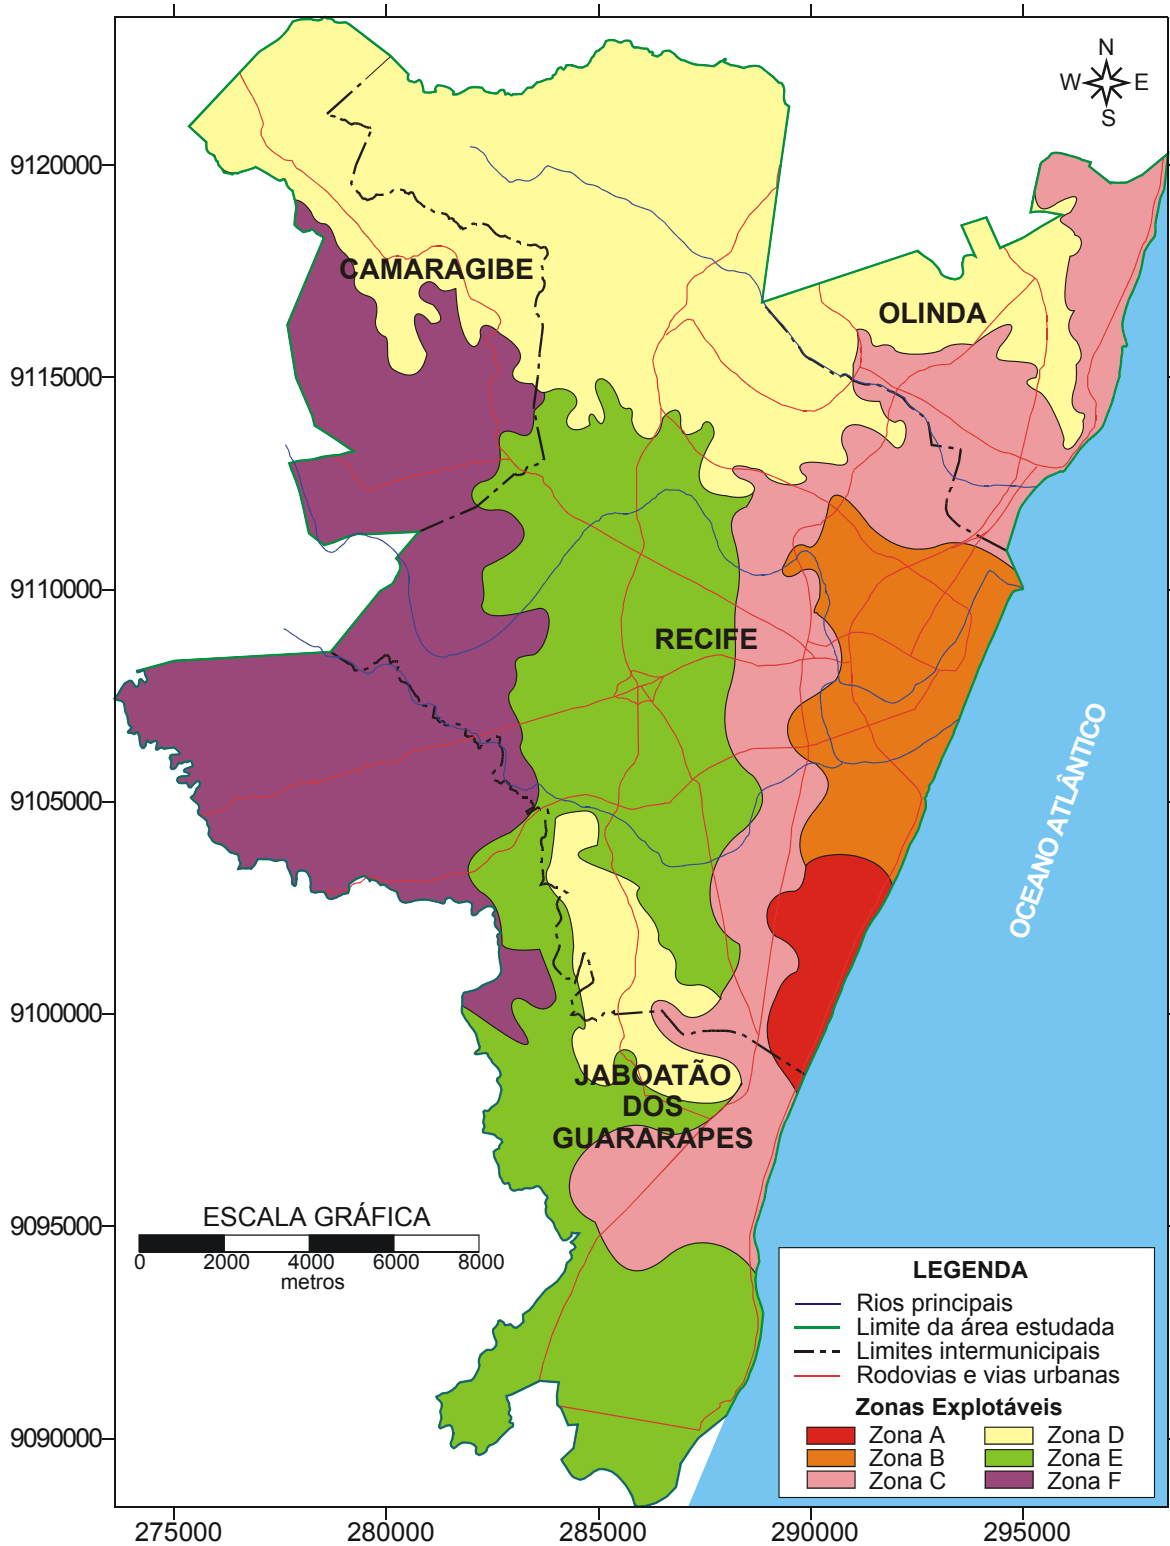 N
W E
S
9120000
CAMARAGIBE
OLINDA
9115000
9110000
RECIFE
OCEANO ATLÂNTICO
9105000
9100000
JABOATÃO
DOS
GUARARAPES
9095000
ESCALA GRÁFICA
0 2000 4000 6000 8000
metros
LEGENDA
Rios principais
Limite da área estudada
Limites intermunicipais
Rodovias e vias urbanas
Zonas Explotáveis
Zona A Zona D
Zona B Zona E
Zona C Zona F
9090000
275000 280000 285000 290000 295000